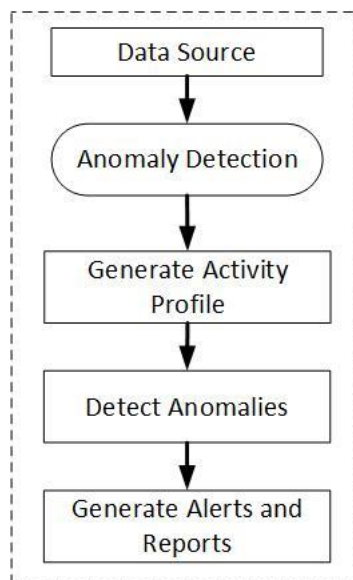 Data Source
Anomaly Detection
Generate Activity
Profile
Detect Anomalies
Generate Alerts and
Reports